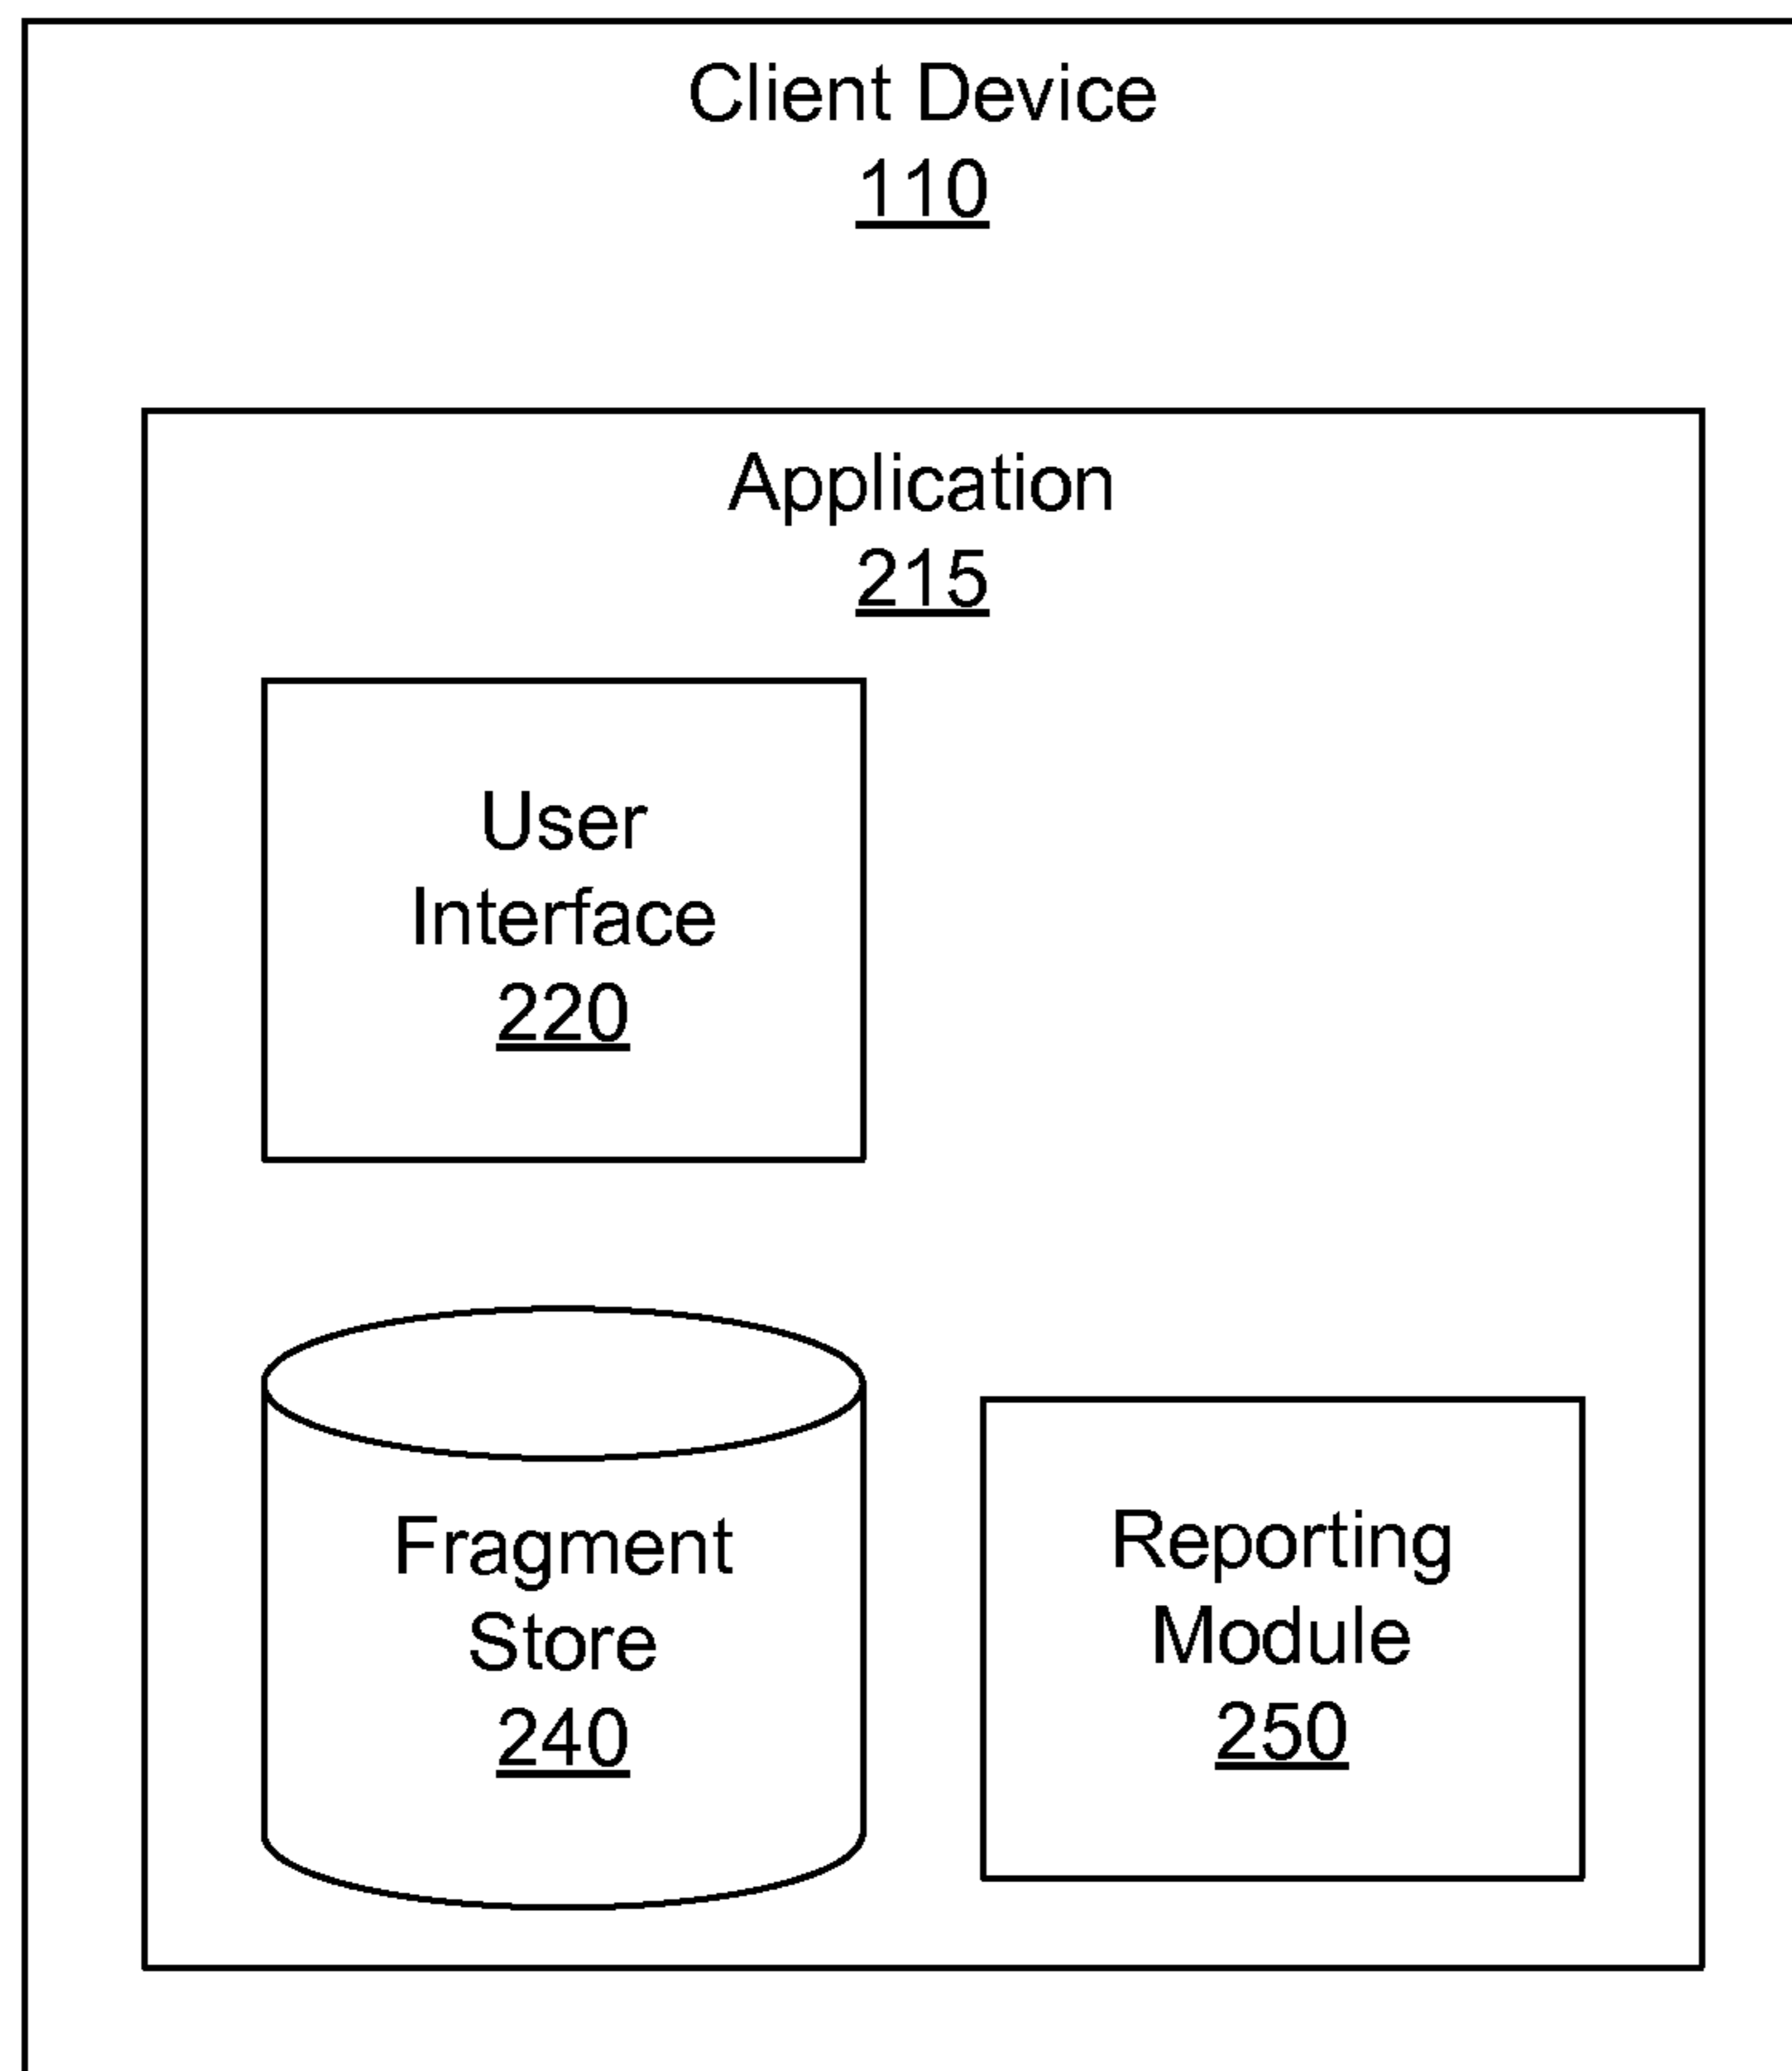 Client Device
110
Application
215
User
Interface
220
Fragment
Store
240
Reporting
Module
250